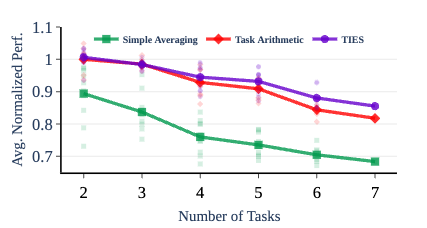 1.1
Simple Averaging Task Arithmetic TIES
1
0.9
0.8
0.7
Avg. Normalized Perf.
2 3 4 5 6 7
Number of Tasks